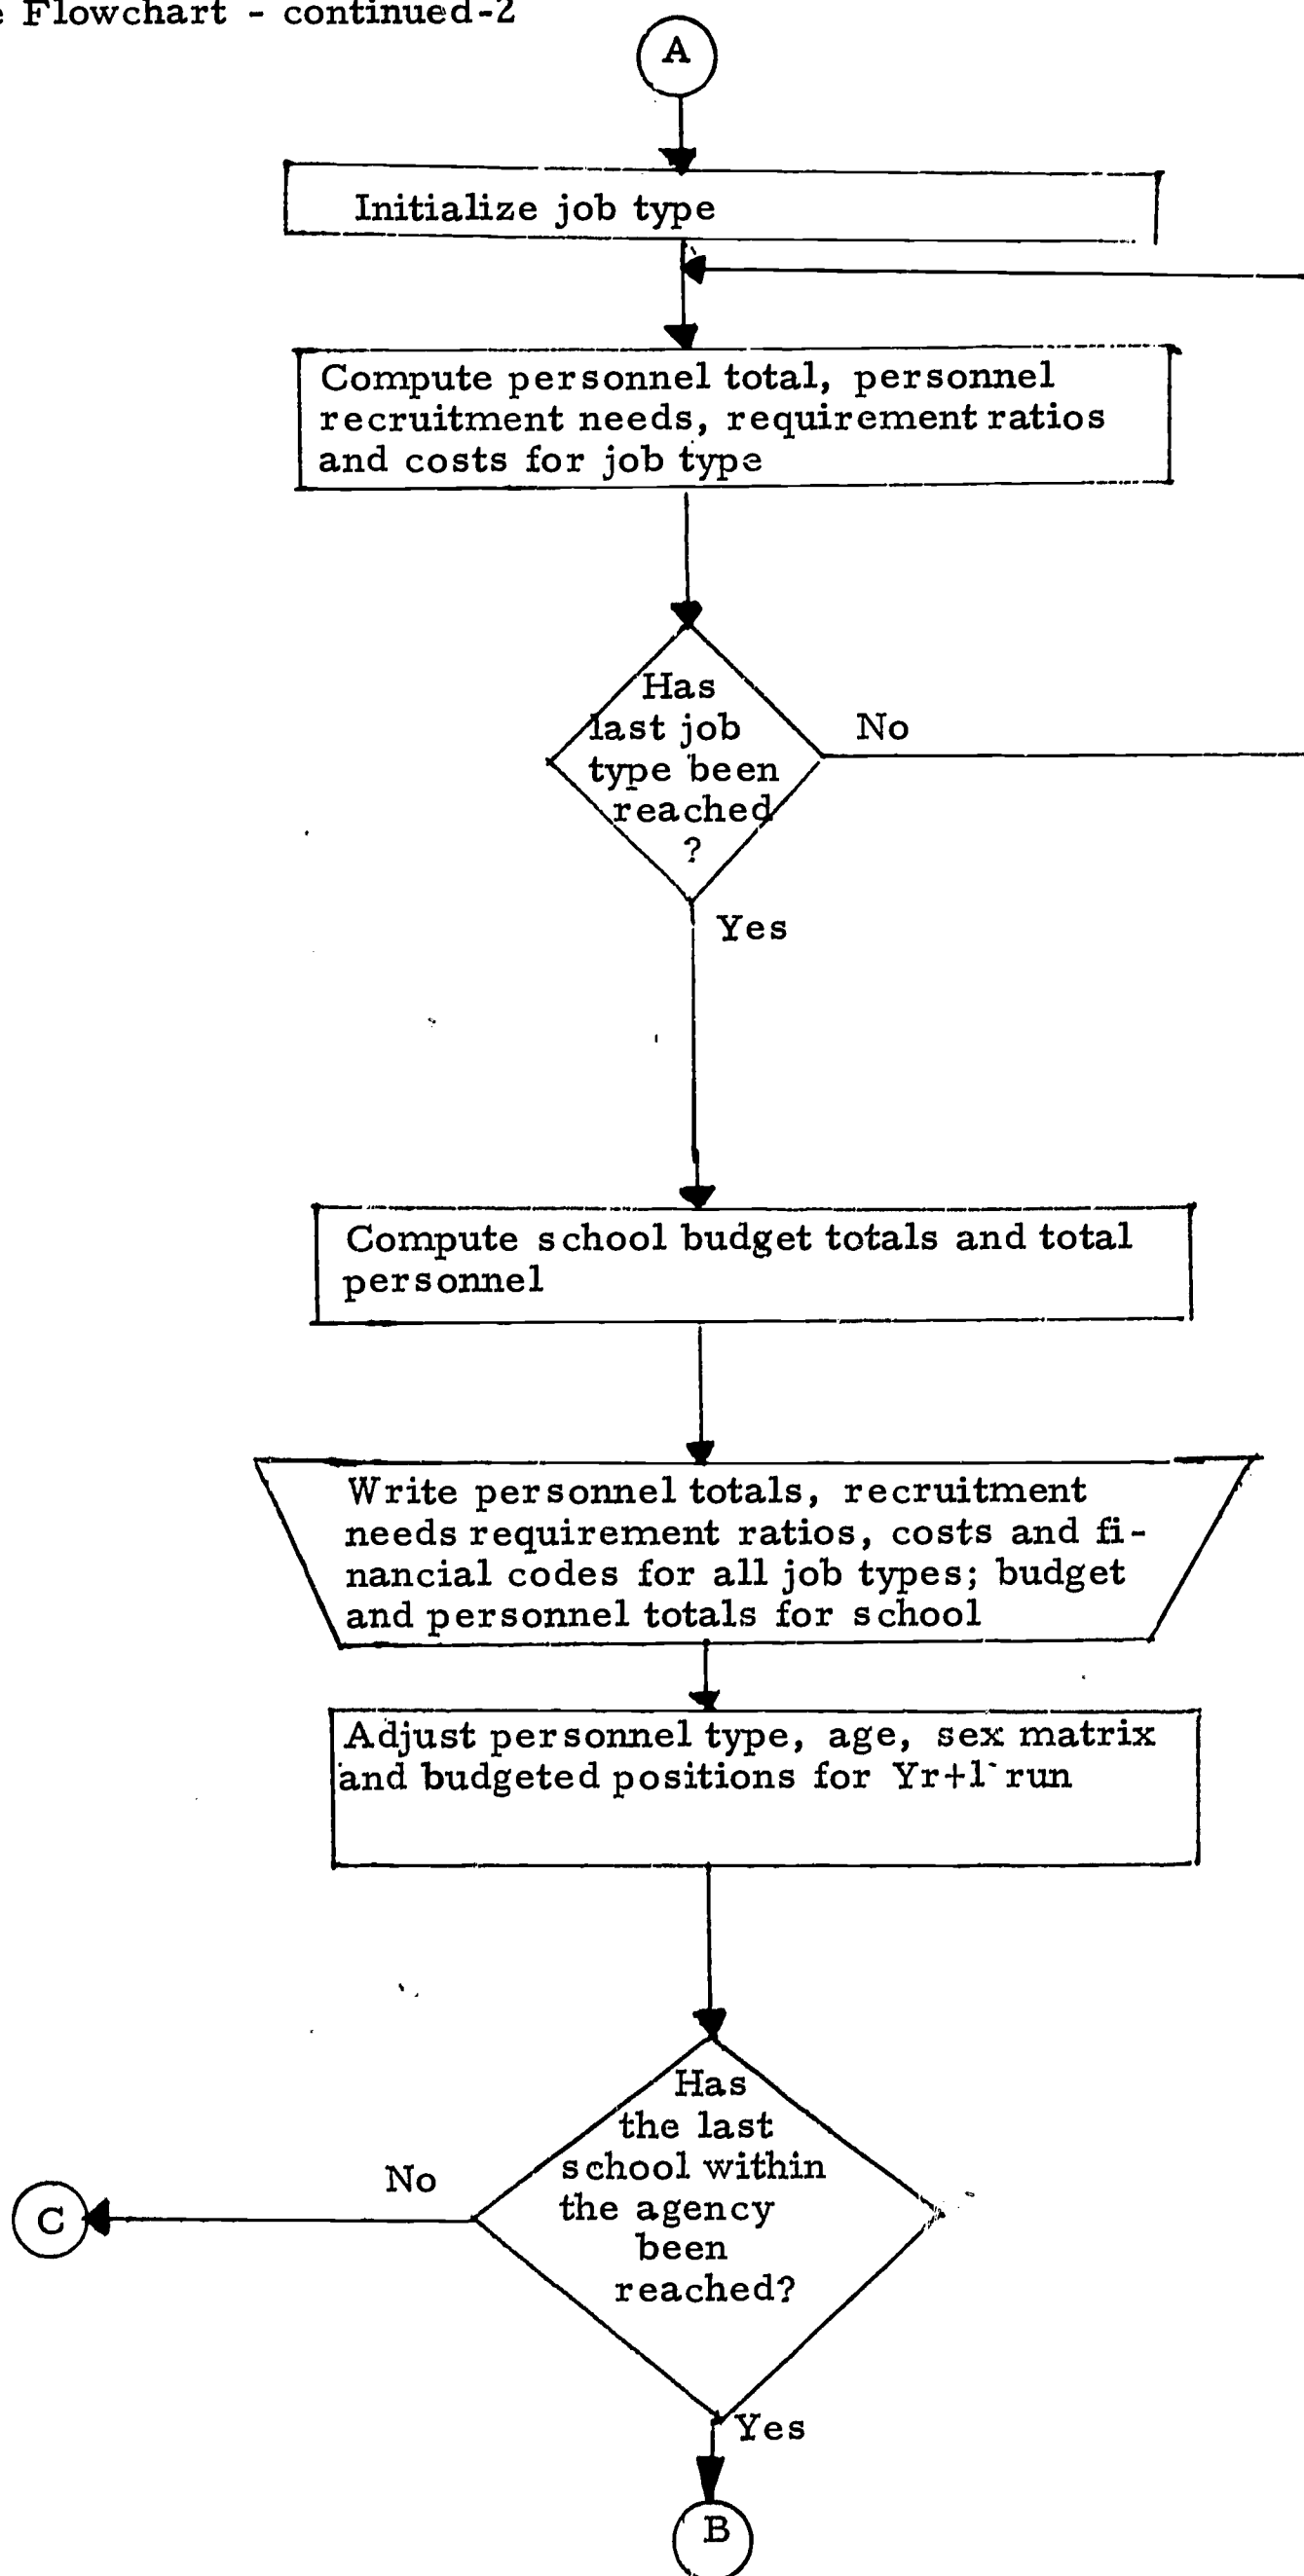 e Flowchart - continued-2
A
Initialize job type
Compute personnel total, personnel
recruitment needs, requirement ratios
and costs for job type
Has
last job
type been
reached
?
No
Yes
Compute school budget totals and total
personnel
Write personnel totals, recruitment
needs requirement ratios, costs and fi-
nancial codes for all job types; budget
and personnel totals for school
Adjust personnel type, age, sex matrix
and budgeted positions for Yr+1 run
Has
the last
school within
the agency
been
reached?
No
C
Yes
B